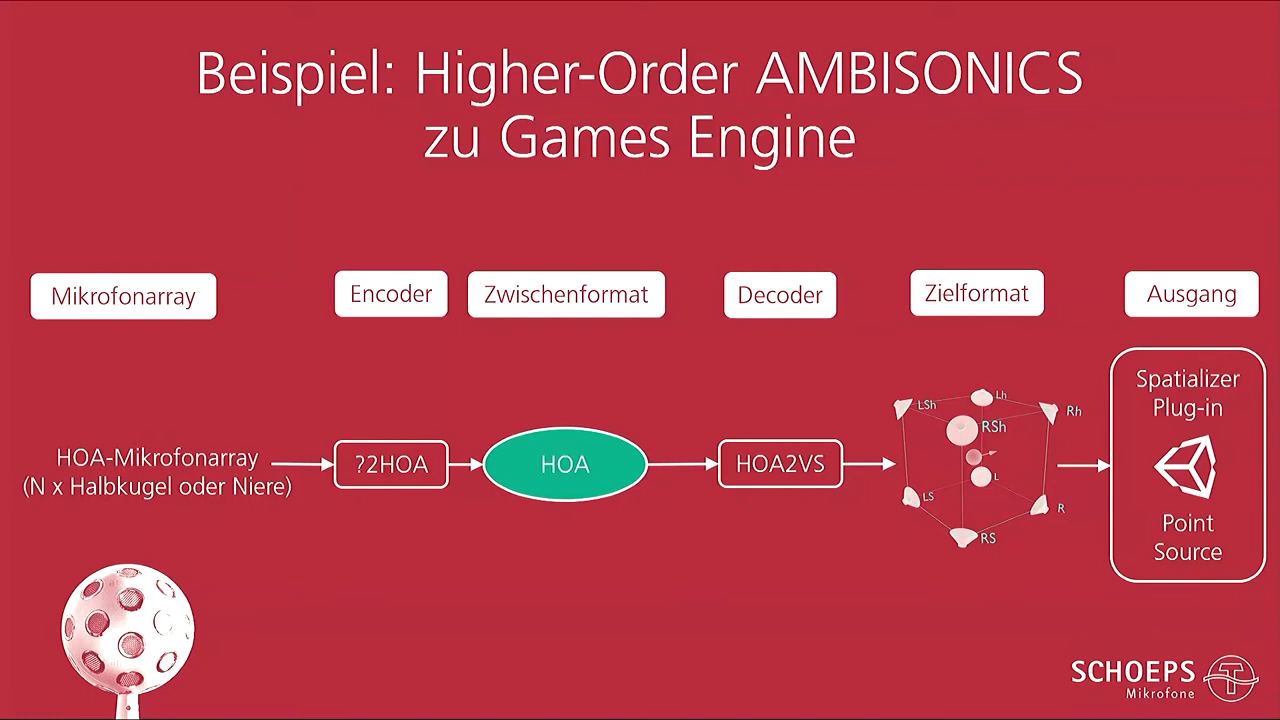 Beispiel: Higher-Order AMBISONICS
zu Games Engine
Mikrofonarray
Encoder
Zwischenformat
Decoder
Zielformat
Ausgang
HOA-Mikrofonarray
(N x Halbkugel oder Niere)
?2HOA
HOA
HOA2VS
LSh
Lh
Rh
RSh
L
LS
R
RS
Spatializer
Plug-in
Point
Source
SCHOEPS
Mikrofone